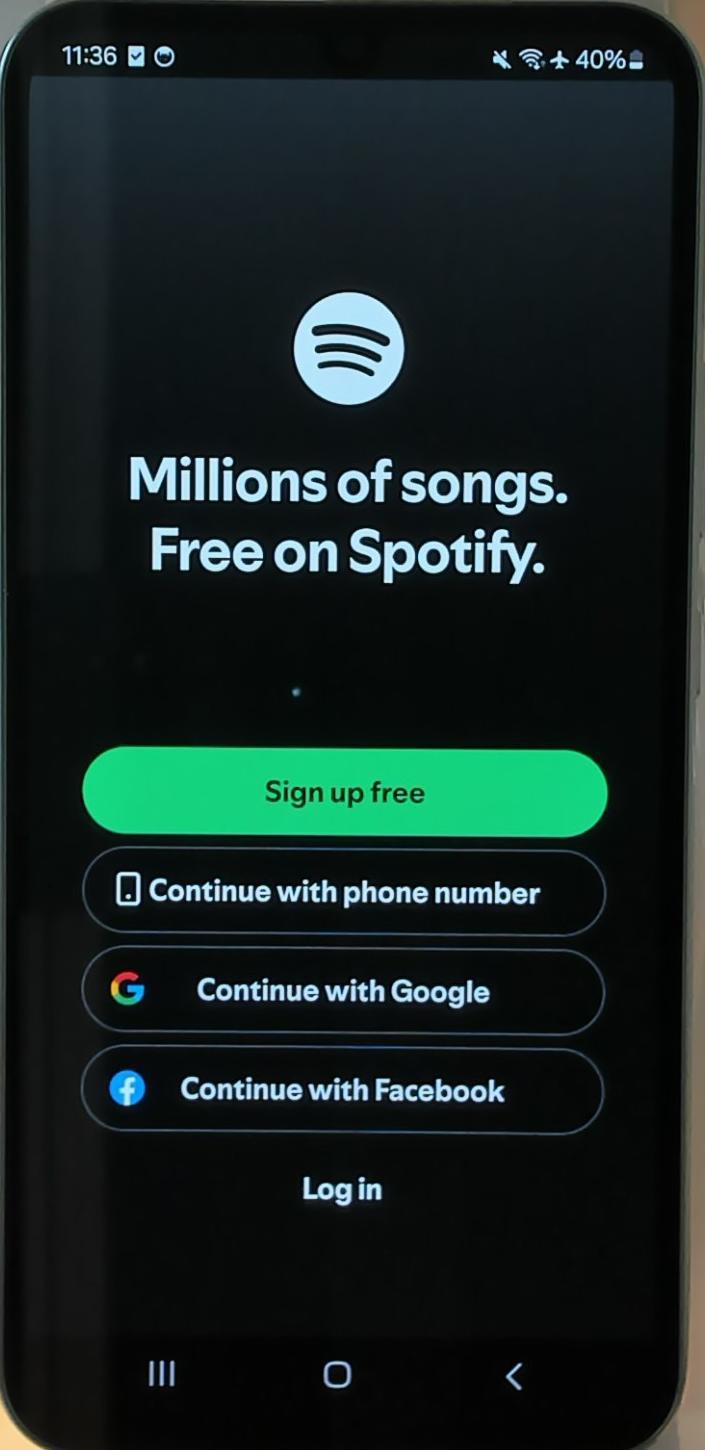 11:36 40%
Millions of songs.
Free on Spotify.
Sign up free
Continue with phone number
Continue with Google
Continue with Facebook
Log in